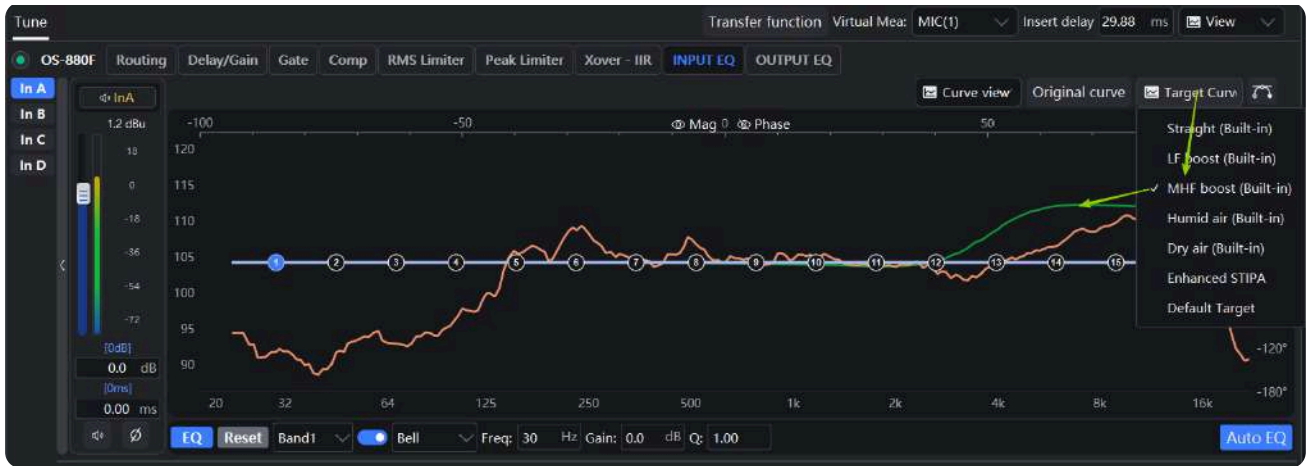 Tune
Transfer function Virtual Mea: MIC(1) Insert delay 29.88 ms View
OS-880F Routing Delay/Gain Gate Comp RMS Limiter Peak Limiter Xover - IIR INPUT EQ OUTPUT EQ
In A
In B
In C
In D
InA
1.2 dBu
18
0
-18
-36
-54
-72
[0dB]
0.0 dB
[0ms]
0.00 ms
Curve view Original curve Target Curv
-100 -50 Mag 0 Phase 50
120
115
110
105
100
95
90
1 2 3 4 5 6 7 8 9 10 11 12 13 14 15
Straight (Built-in)
LF boost (Built-in)
MHF boost (Built-in)
Humid air (Built-in)
Dry air (Built-in)
Enhanced STIPA
Default Target
-120°
-180°
20 32 64 125 250 500 1k 2k 4k 8k 16k
EQ Reset Band1 Bell Freq: 30 Hz Gain: 0.0 dB Q: 1.00 Auto EQ